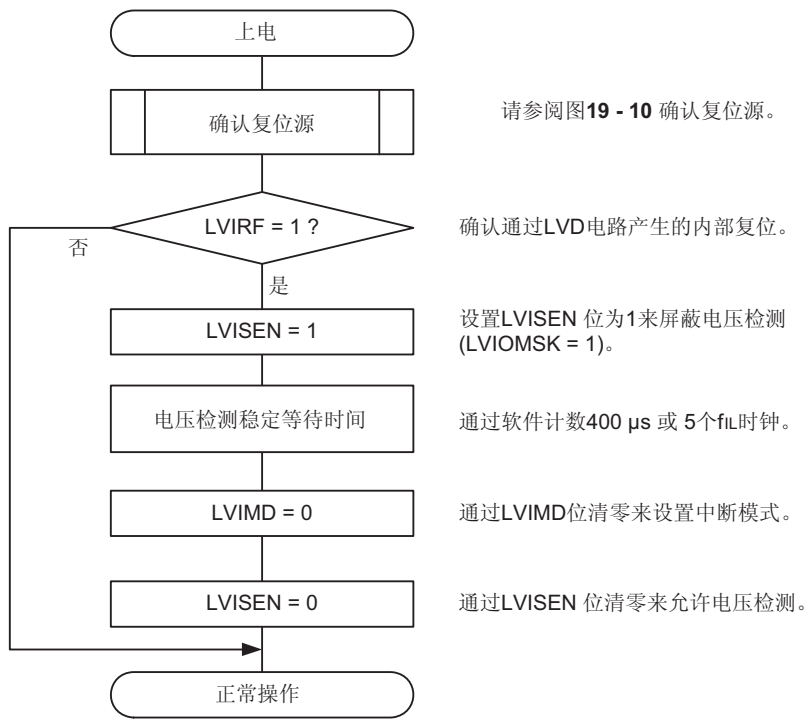 上电
确认复位源
请参阅图19 - 10 确认复位源。
LVIRF = 1 ?
确认通过LVD电路产生的内部复位。
否
是
LVISEN = 1
设置LVISEN 位为1来屏蔽电压检测
(LVIOMSK = 1)。
电压检测稳定等待时间
通过软件计数400 μs 或 5个fIL时钟。
LVIMD = 0
通过LVIMD位清零来设置中断模式。
LVISEN = 0
通过LVISEN 位清零来允许电压检测。
正常操作